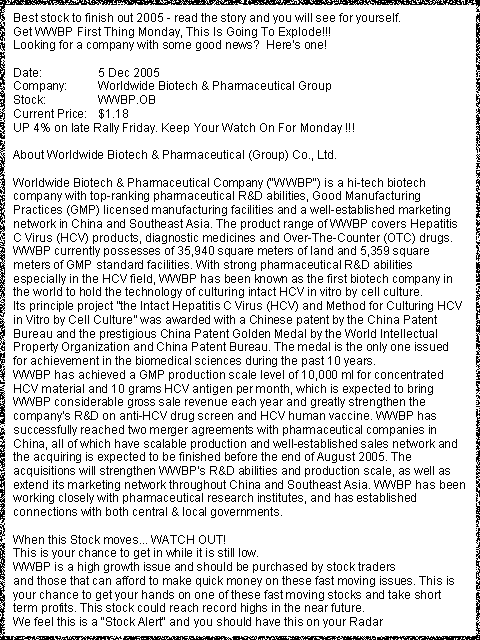 Best stock to finish out 2005 - read the story and you will see for yourself.
Get WWBP First Thing Monday, This Is Going To Explode!!!
Looking for a company with some good news?  Here's one!
Date: 5 Dec 2005
Company: Worldwide Biotech & Pharmaceutical Group
Stock: WWBP.OB
Current Price: $1.18
UP 4% on late Rally Friday. Keep Your Watch On For Monday !!!
About Worldwide Biotech & Pharmaceutical (Group) Co., Ltd.
Worldwide Biotech & Pharmaceutical Company ("WWBP") is a hi-tech biotech
company with top-ranking pharmaceutical R&D abilities, Good Manufacturing
Practices (GMP) licensed manufacturing facilities and a well-established marketing
network in China and Southeast Asia. The product range of WWBP covers Hepatitis
C Virus (HCV) products, diagnostic medicines and Over-The-Counter (OTC) drugs.
WWBP currently possesses of 35,940 square meters of land and 5,359 square
meters of GMP standard facilities. With strong pharmaceutical R&D abilities
especially in the HCV field, WWBP has been known as the first biotech company in
the world to hold the technology of culturing intact HCV in vitro by cell culture.
Its principle project "the Intact Hepatitis C Virus (HCV) and Method for Culturing HCV
in Vitro by Cell Culture" was awarded with a Chinese patent by the China Patent
Bureau and the prestigious China Patent Golden Medal by the World Intellectual
Property Organization and China Patent Bureau. The medal is the only one issued
for achievement in the biomedical sciences during the past 10 years.
WWBP has achieved a GMP production scale level of 10,000 ml for concentrated
HCV material and 10 grams HCV antigen per month, which is expected to bring
WWBP considerable gross sale revenue each year and greatly strengthen the
company's R&D on anti-HCV drug screen and HCV human vaccine. WWBP has
successfully reached two merger agreements with pharmaceutical companies in
China, all of which have scalable production and well-established sales network and
the acquiring is expected to be finished before the end of August 2005. The
acquisitions will strengthen WWBP's R&D abilities and production scale, as well as
extend its marketing network throughout China and Southeast Asia. WWBP has been
working closely with pharmaceutical research institutes, and has established
connections with both central & local governments.
When this Stock moves... WATCH OUT!
This is your chance to get in while it is still low.
WWBP is a high growth issue and should be purchased by stock traders
and those that can afford to make quick money on these fast moving issues. This is
your chance to get your hands on one of these fast moving stocks and take short
term profits. This stock could reach record highs in the near future.
We feel this is a "Stock Alert" and you should have this on your Radar